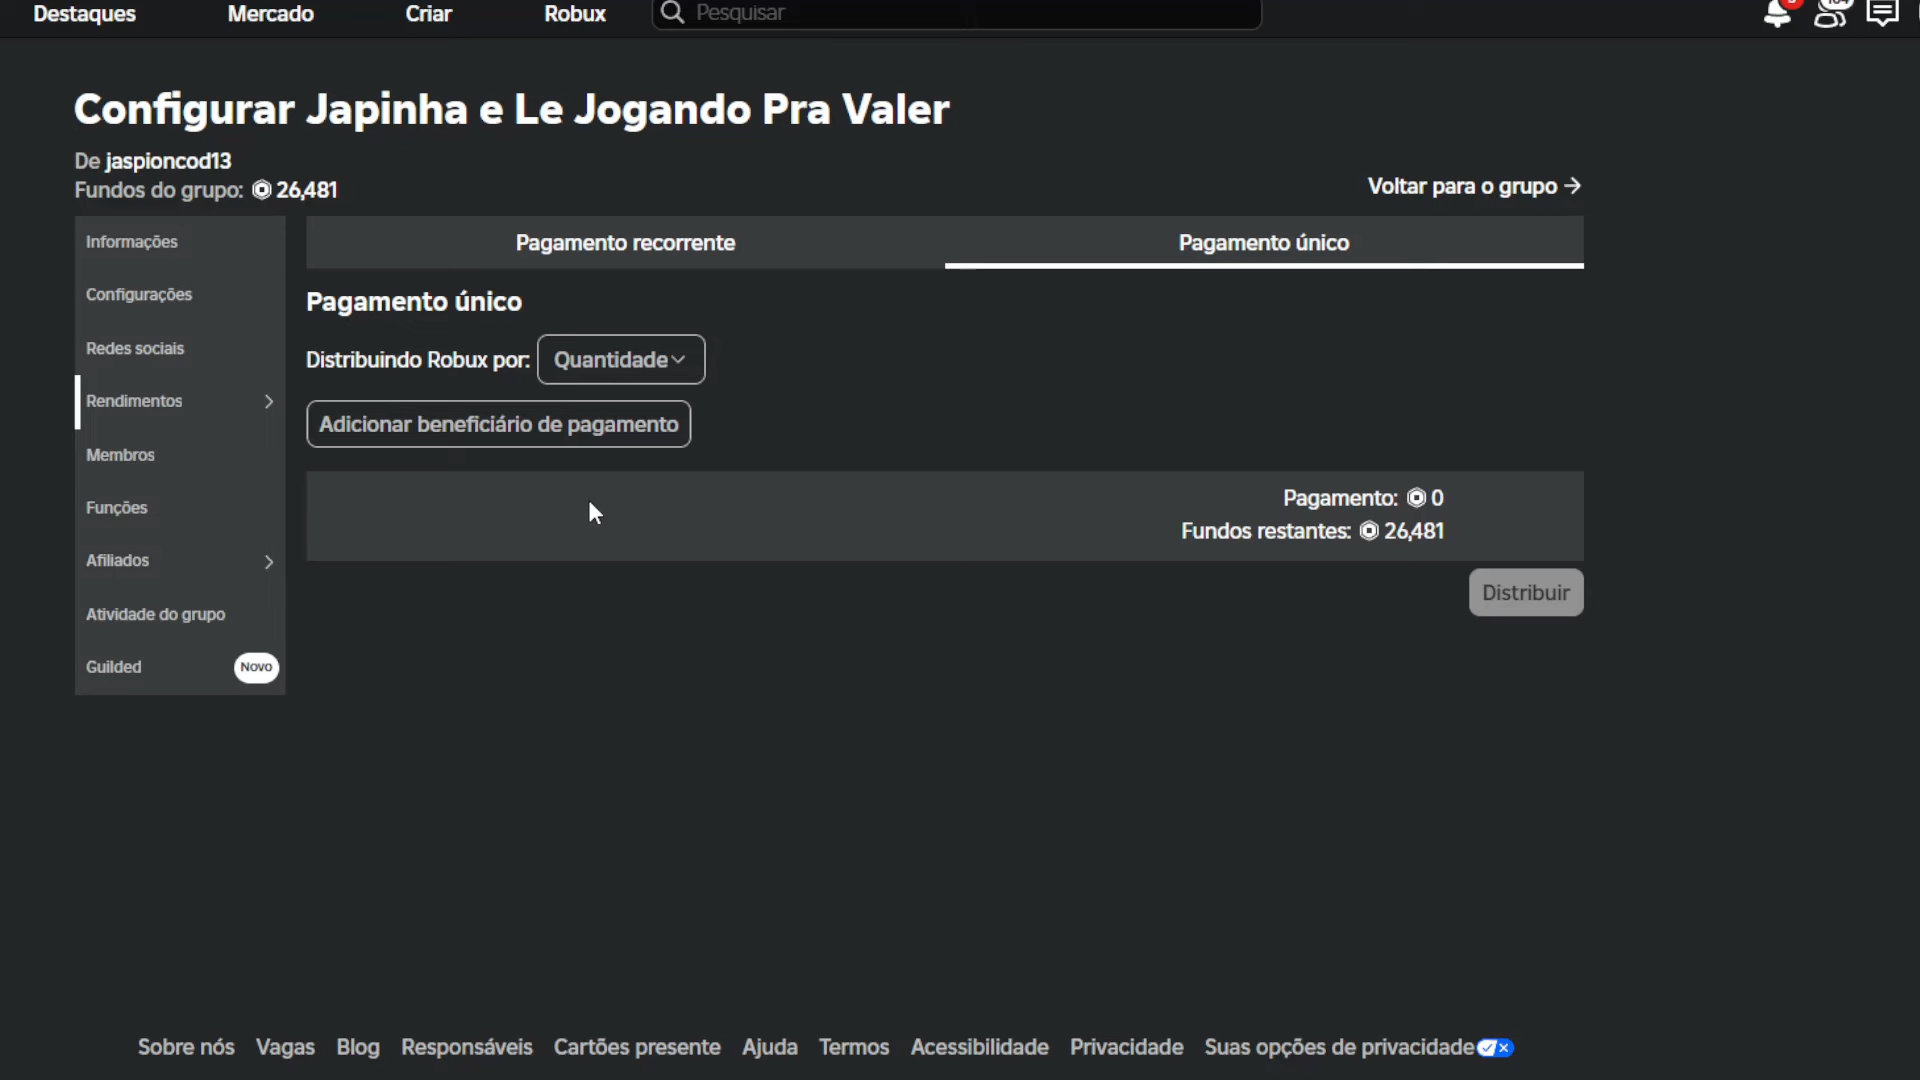 Destaques Mercado Criar Robux Pesquisar
Configurar Japinha e Le Jogando Pra Valer
De jaspioncod13
Fundos do grupo: 26,481
Voltar para o grupo →
Informações
Configurações
Redes sociais
Rendimentos
Membros
Funções
Afiliados
Atividade do grupo
Guilded Novo
Pagamento recorrente Pagamento único
Pagamento único
Distribuindo Robux por: Quantidade
Adicionar beneficiário de pagamento
Pagamento: 0
Fundos restantes: 26,481
Distribuir
Sobre nós Vagas Blog Responsáveis Cartões presente Ajuda Termos Acessibilidade Privacidade Suas opções de privacidade